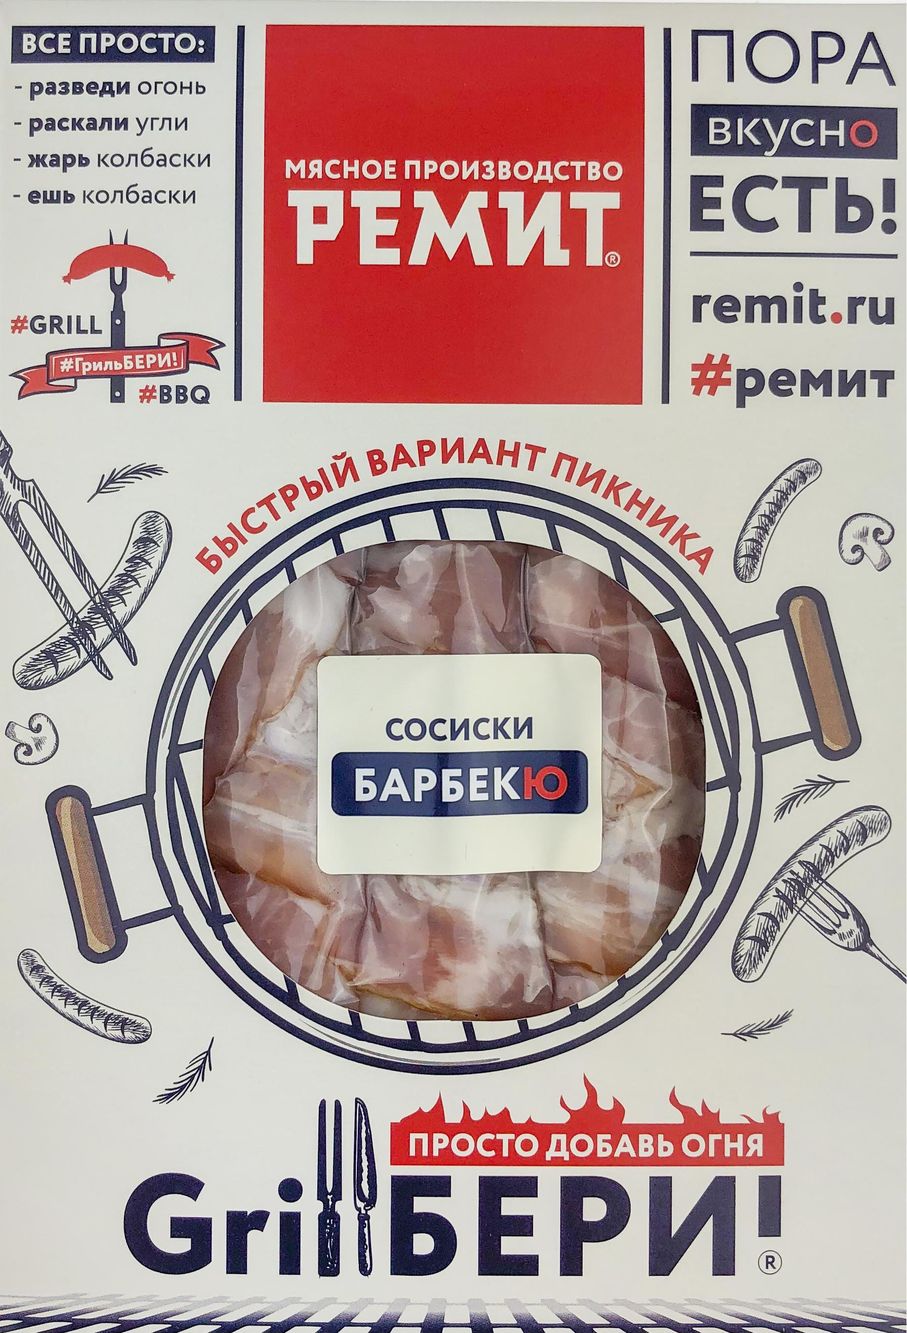 ВСЕ ПРОСТО:
- разведи огонь
- раскали угли
- жарь колбаски
- ешь колбаски
#GRILL
#ГрильБЕРИ!
#BBQ
МЯСНОЕ ПРОИЗВОДСТВО
РЕМИТ®
ПОРА
вкусно
ЕСТЬ!
remit.ru
#ремит
БЫСТРЫЙ ВАРИАНТ ПИКНИКА
СОСИСКИ
БАРБЕКЮ
ПРОСТО ДОБАВЬ ОГНЯ
GrillБЕРИ!®